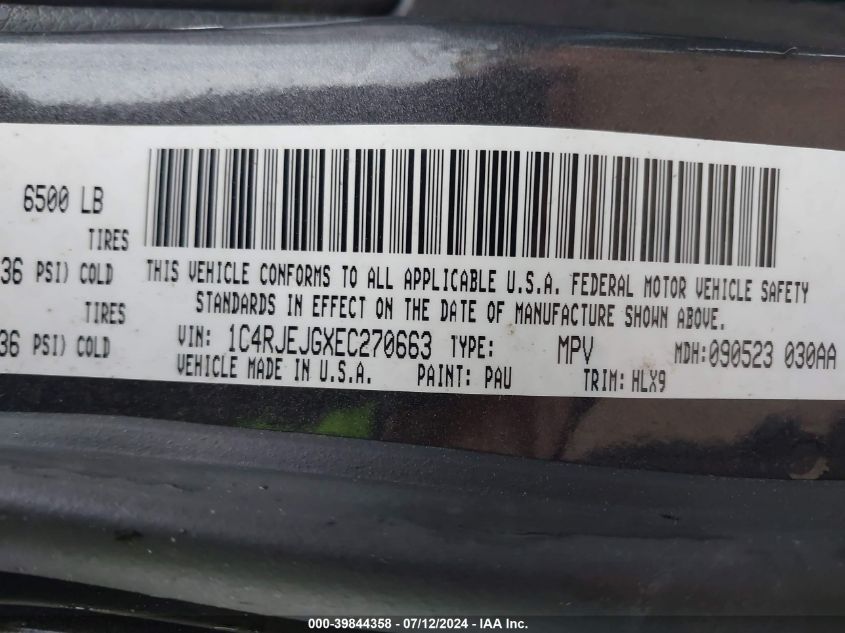 6500 LB
TIRES
36 PSI) COLD
TIRES
36 PSI) COLD
THIS VEHICLE CONFORMS TO ALL APPLICABLE U.S.A. FEDERAL MOTOR VEHICLE SAFETY
STANDARDS IN EFFECT ON THE DATE OF MANUFACTURE SHOWN ABOVE.
VIN: 1C4RJEJGXEC270663 TYPE: MPV MDH:090523 030AA
VEHICLE MADE IN U.S.A. PAINT: PAU TRIM: HLX9
000-39844358 - 07/12/2024 - IAA Inc.